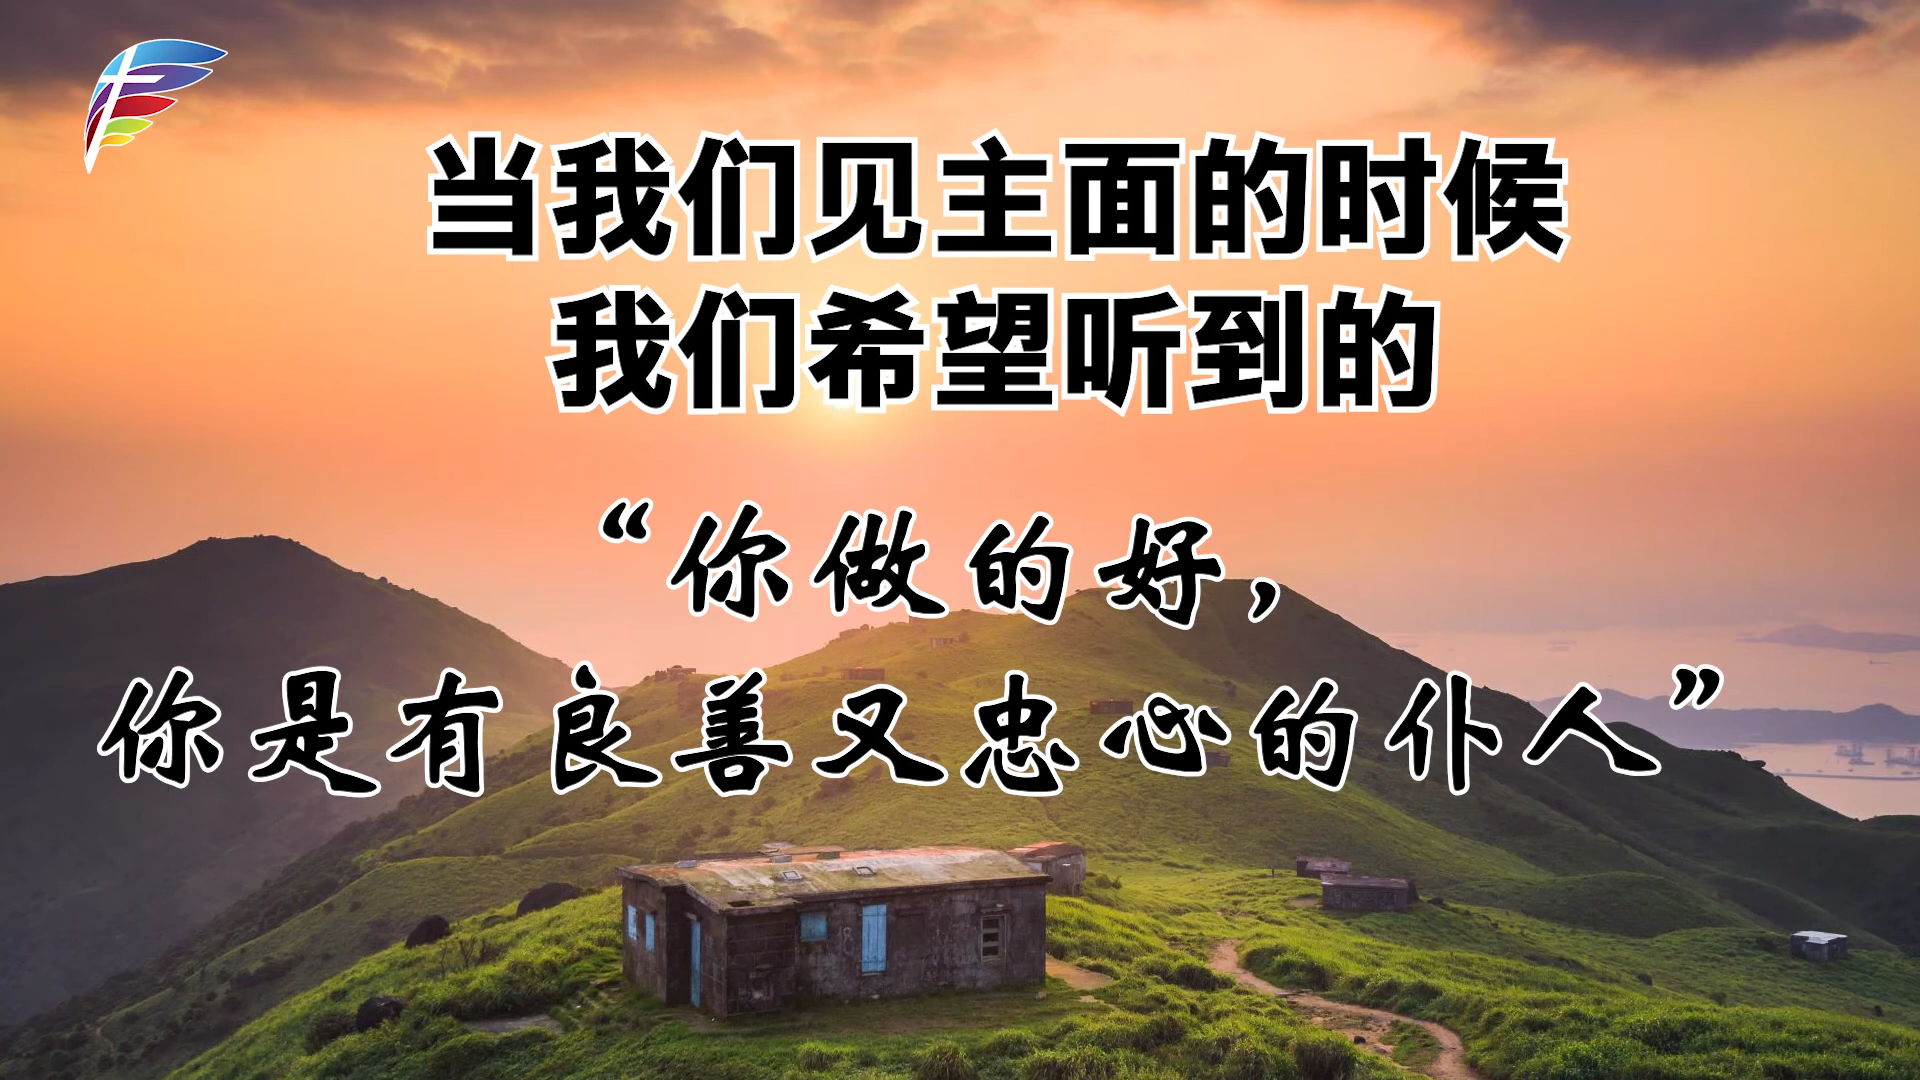 当我们见主面的时候
我们希望听到的
“你做的好，
你是有良善又忠心的仆人”